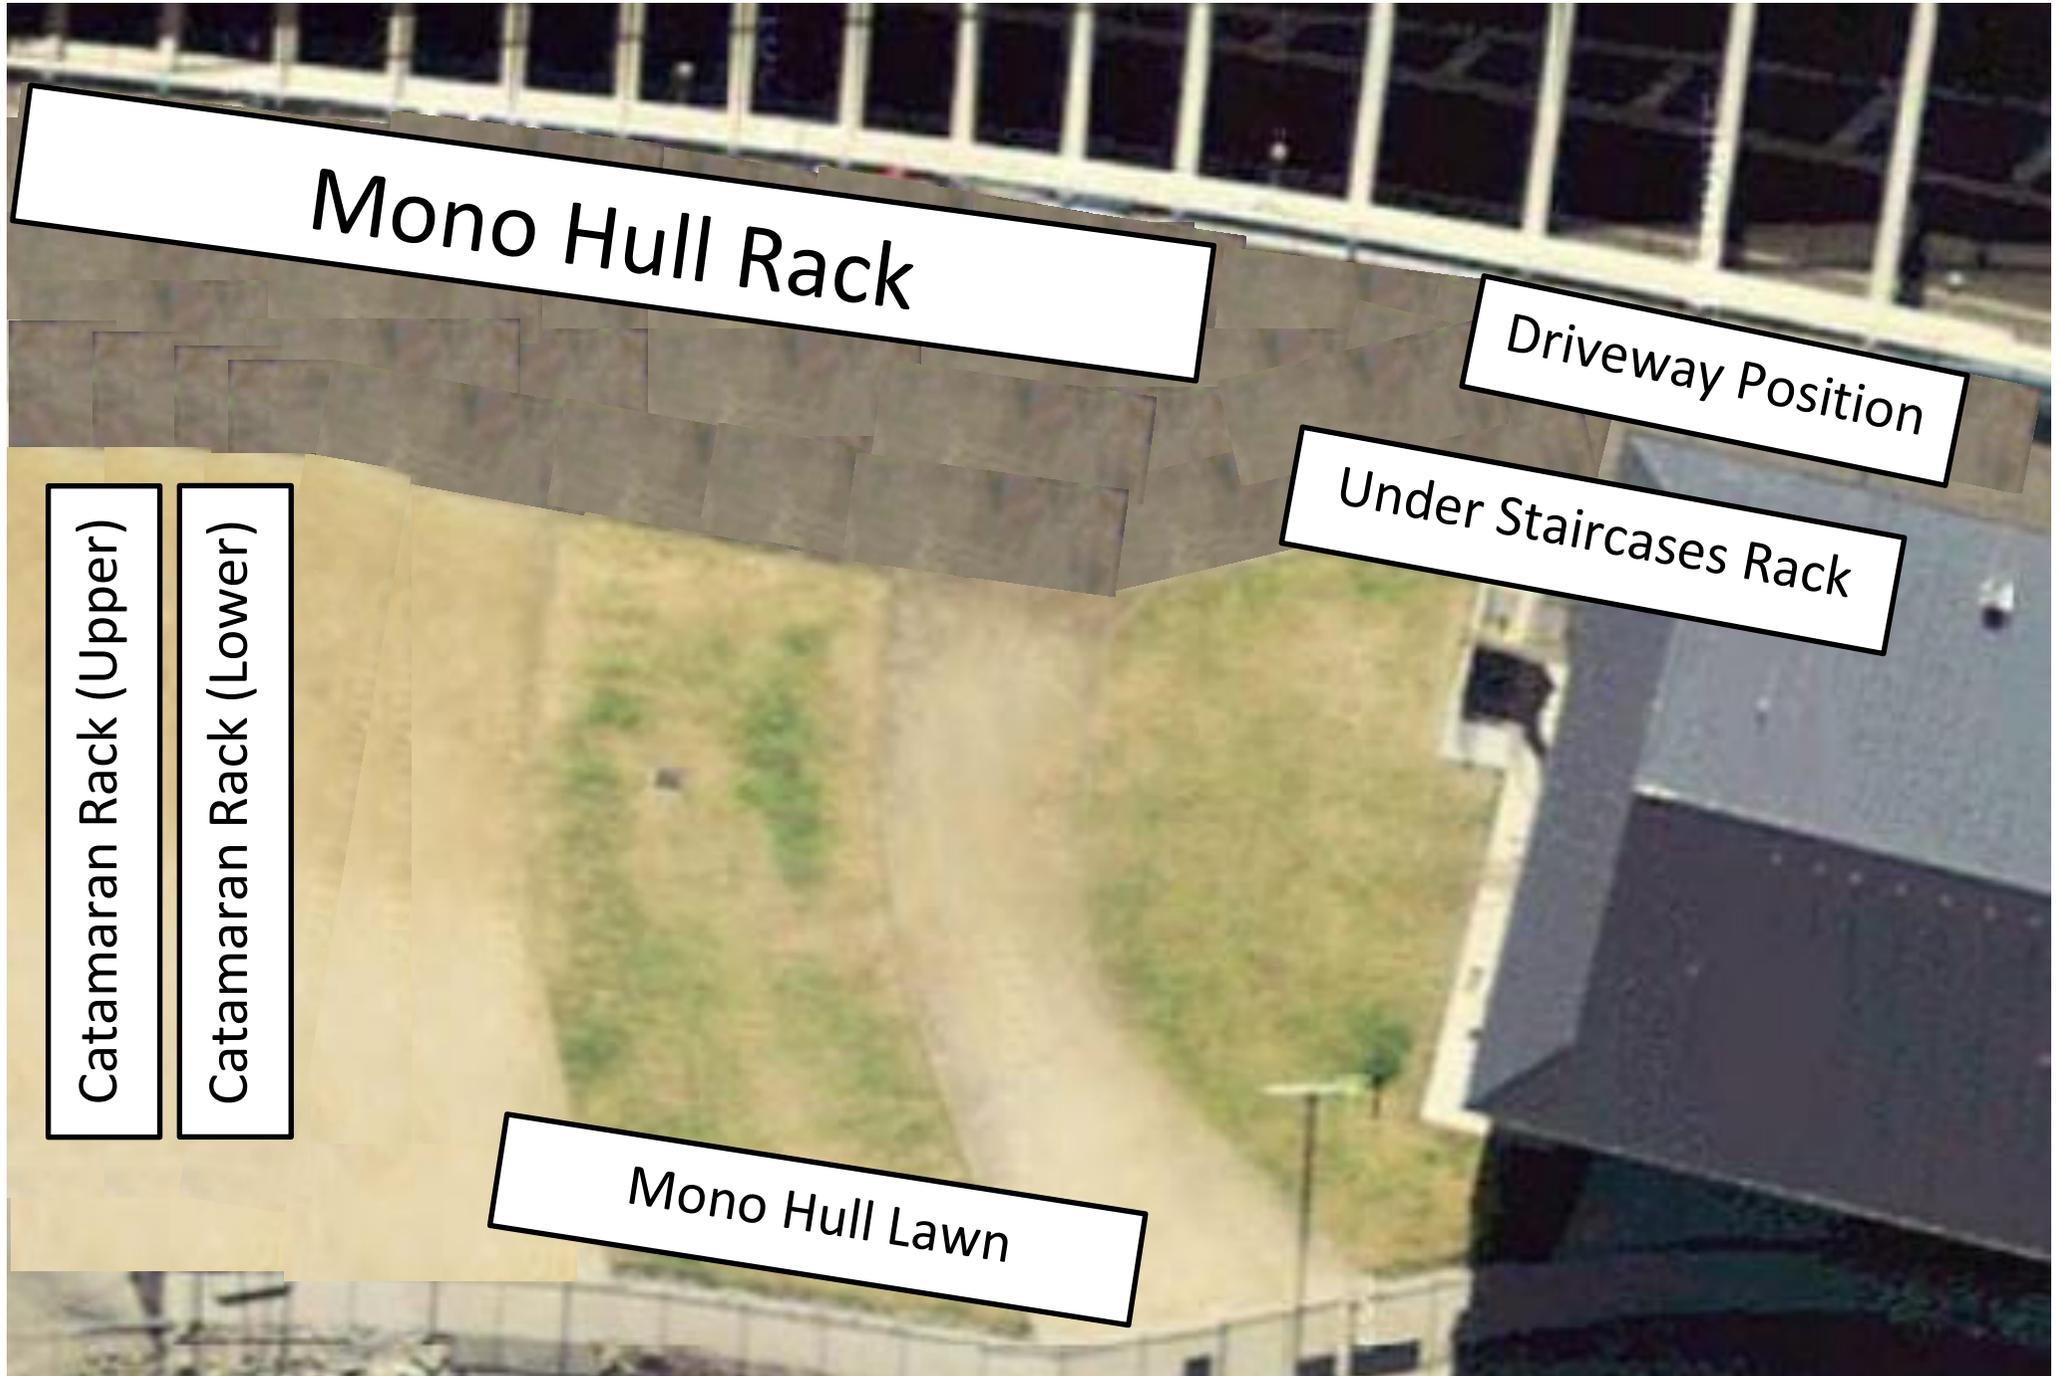 Mono Hull Rack
Driveway Position
Under Staircases Rack
Catamaran Rack (Upper)
Catamaran Rack (Lower)
Mono Hull Lawn